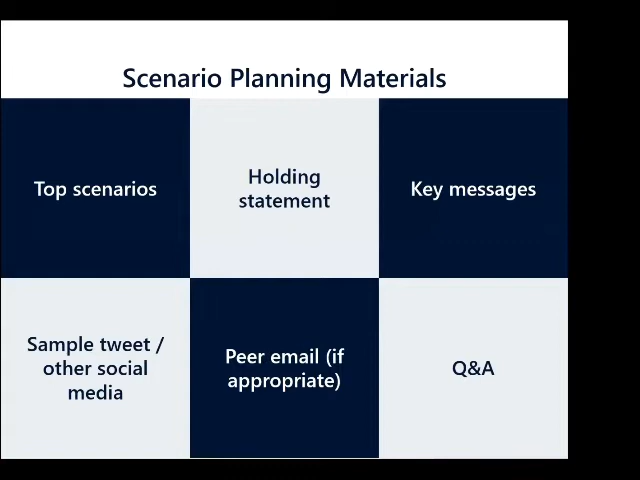 Scenario Planning Materials
Top scenarios
Holding
statement
Key messages
Sample tweet /
other social
media
Peer email (if
appropriate)
Q&A